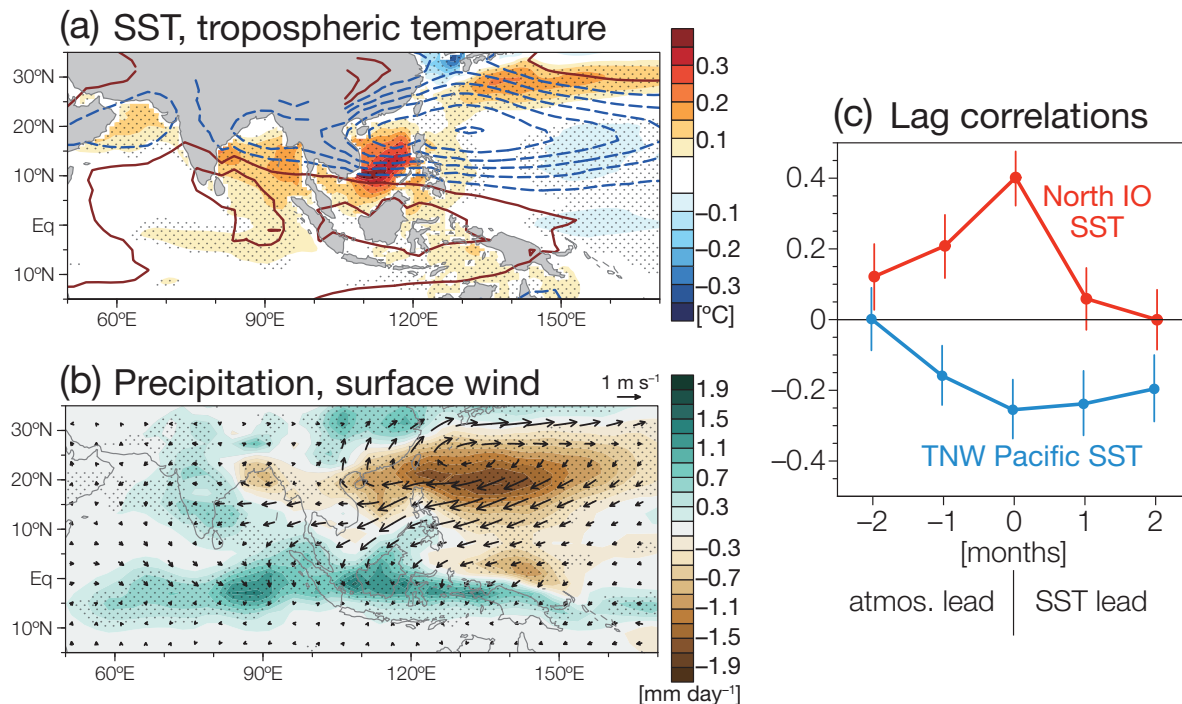 (a) SST, tropospheric temperature
30ºN
20ºN
10ºN
Eq
10ºN
60ºE
90ºE
120ºE
150ºE
0.3
0.2
0.1
−0.1
−0.2
−0.3
[ºC]
(b) Precipitation, surface wind
1 m s⁻¹
30ºN
20ºN
10ºN
Eq
10ºN
60ºE
90ºE
120ºE
150ºE
1.9
1.5
1.1
0.7
0.3
−0.3
−0.7
−1.1
−1.5
−1.9
[mm day⁻¹]
(c) Lag correlations
0.4
0.2
0
−0.2
−0.4
North IO
SST
TNW Pacific SST
−2
−1
0
1
2
[months]
atmos. lead
SST lead